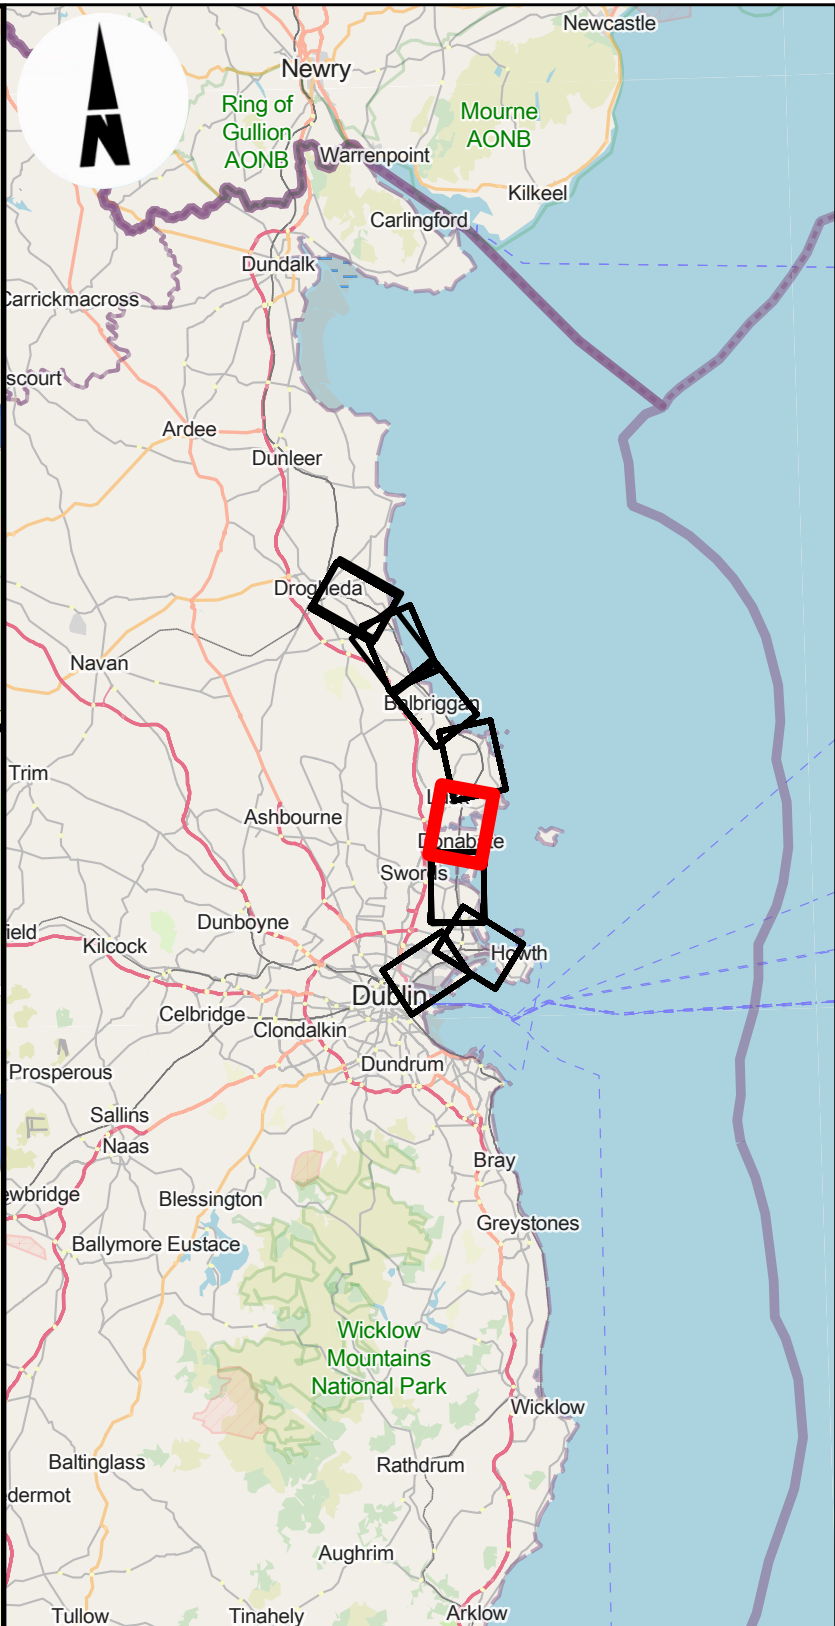 Newcastle
Newry
Ring of
Gullion
AONB
Mourne
AONB
N
Warrenpoint
Kilkeel
Carlingford
Dundalk
Carrickmacross
scourt
Ardee
Dunleer
Drogheda
Navan
Balbriggan
Trim
Ashbourne
Donabate
Swords
Dunboyne
ield
Kilcock
Howth
Dublin
Celbridge
Clondalkin
Dundrum
Prosperous
Sallins
Naas
Bray
ewbridge
Blessington
Greystones
Ballymore Eustace
Wicklow
Mountains
National Park
Wicklow
Baltinglass
Rathdrum
dermot
Aughrim
Tullow
Tinahely
Arklow